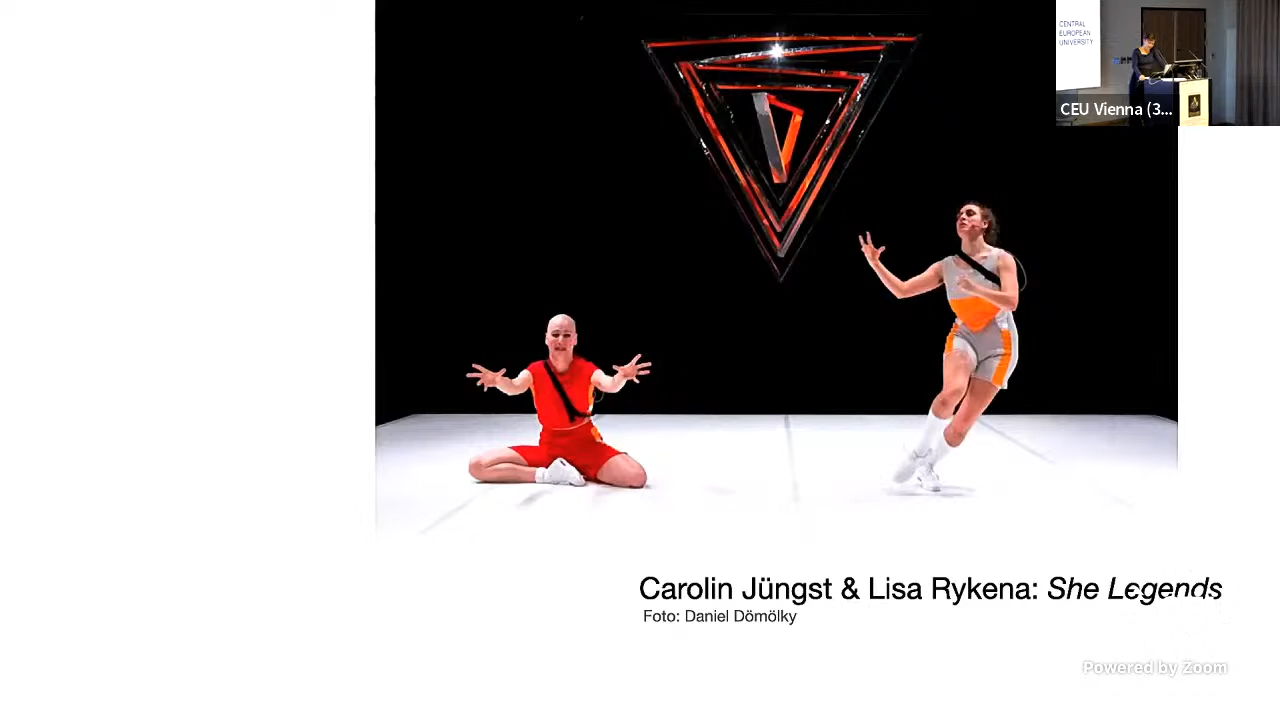 CENTRAL
EUROPEAN
UNIVERSITY
CEU Vienna (3...
Carolin Jüngst & Lisa Rykena: She Legends
Foto: Daniel Dömölky
Powered by Zoom